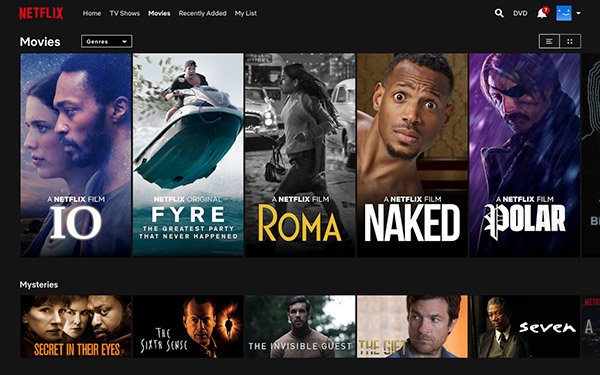 NETFLIX
Home TV Shows Movies Recently Added My List DVD
Movies Genres
A NETFLIX FILM
IO
NETFLIX ORIGINAL
FYRE
THE GREATEST PARTY
THAT NEVER HAPPENED
A NETFLIX FILM
ROMA
A NETFLIX FILM
NAKED
A NETFLIX FILM
POLAR
Mysteries
SECRET IN THEIR EYES
THE
SIXTH SENSE
THE INVISIBLE GUEST
THE GIFT
seven